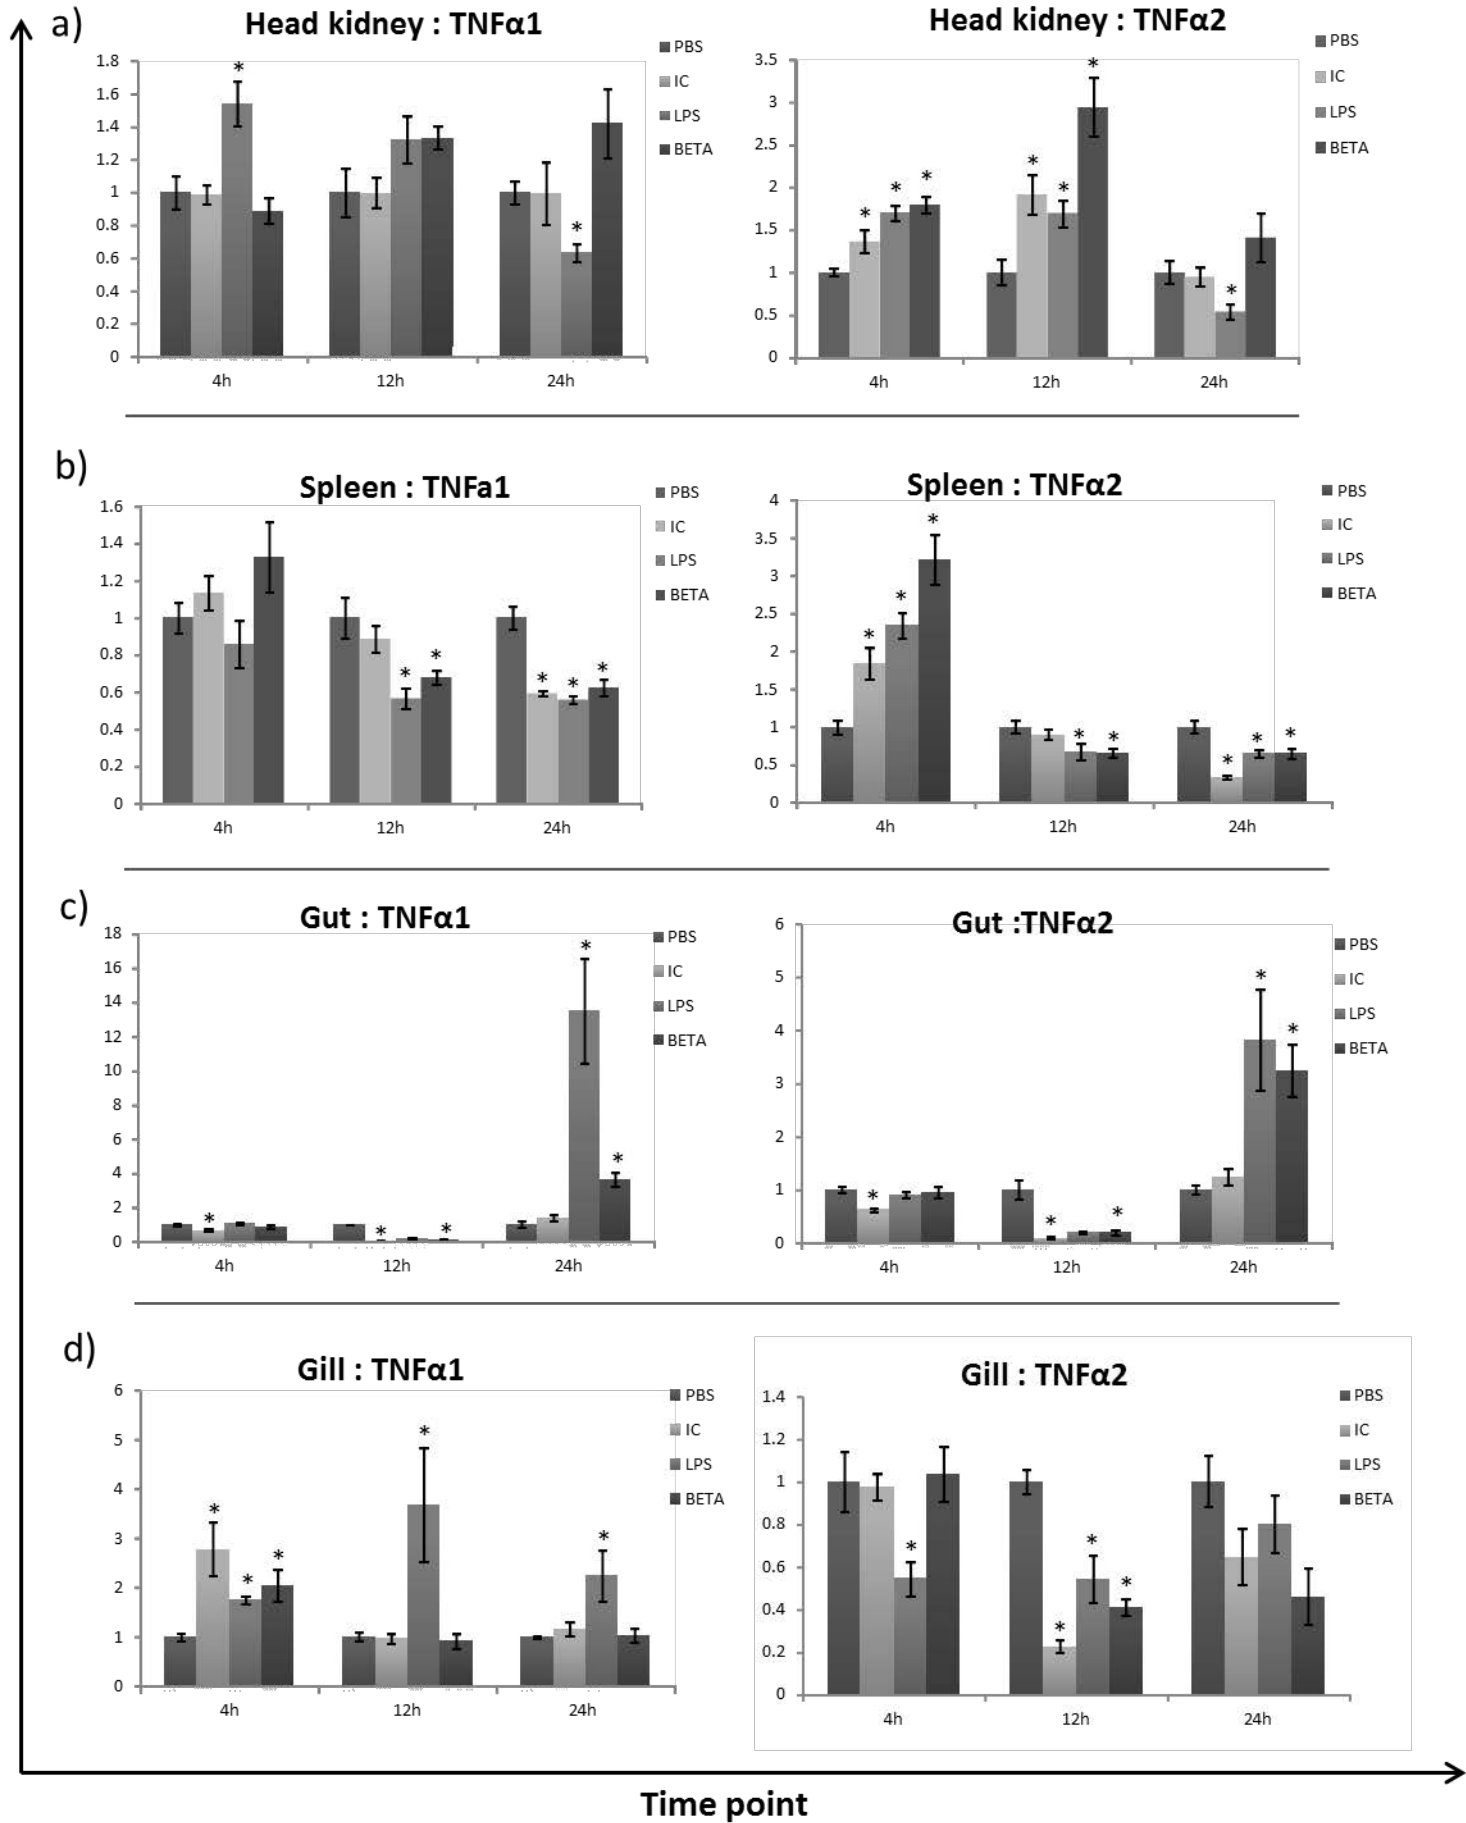 a)
Head kidney : TNFα1
1.8
1.6
1.4
1.2
1
0.8
0.6
0.4
0.2
0
*
*
4h
12h
24h
PBS
IC
LPS
BETA
Head kidney : TNFα2
3.5
3
2.5
2
1.5
1
0.5
0
* * *
* * *
*
4h
12h
24h
PBS
IC
LPS
BETA
b)
Spleen : TNFa1
1.6
1.4
1.2
1
0.8
0.6
0.4
0.2
0
* *
* * *
4h
12h
24h
PBS
IC
LPS
BETA
Spleen : TNFα2
4
3.5
3
2.5
2
1.5
1
0.5
0
* * *
* *
* * *
4h
12h
24h
PBS
IC
LPS
BETA
c)
Gut : TNFα1
18
16
14
12
10
8
6
4
2
0
*
* *
* *
4h
12h
24h
PBS
IC
LPS
BETA
Gut :TNFα2
6
5
4
3
2
1
0
*
* *
* *
4h
12h
24h
PBS
IC
LPS
BETA
d)
Gill : TNFα1
6
5
4
3
2
1
0
* * *
*
*
4h
12h
24h
PBS
IC
LPS
BETA
Gill : TNFα2
1.4
1.2
1
0.8
0.6
0.4
0.2
0
*
* * *
4h
12h
24h
PBS
IC
LPS
BETA
Time point